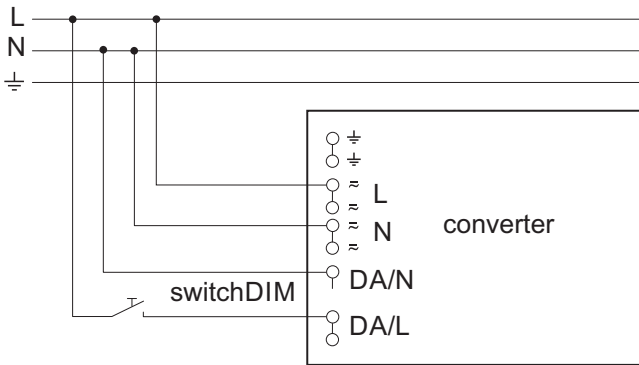 L
N
L
N
converter
DA/N
switchDIM
DA/L